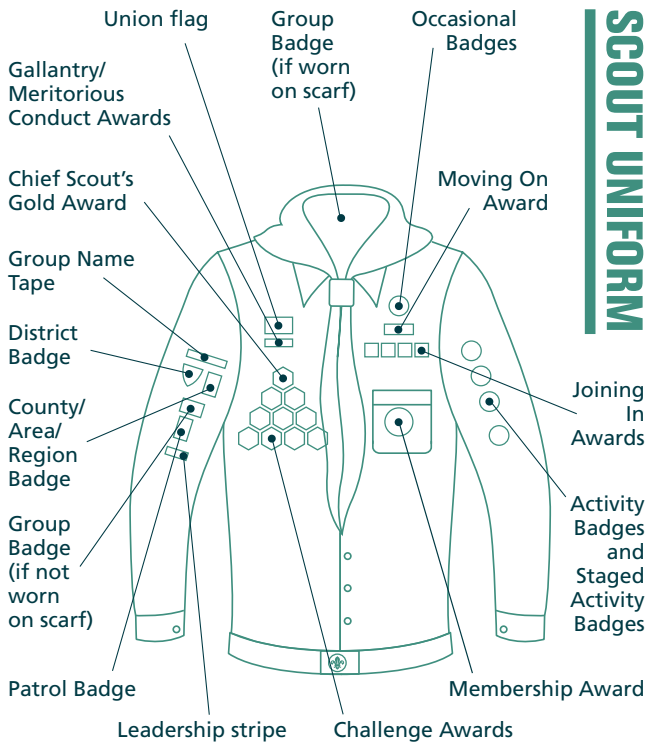 SCOUT UNIFORM
Union flag
Group
Badge
(if worn
on scarf)
Occasional
Badges
Gallantry/
Meritorious
Conduct Awards
Chief Scout's
Gold Award
Moving On
Award
Group Name
Tape
District
Badge
County/
Area/
Region
Badge
Group
Badge
(if not
worn
on scarf)
Joining
In
Awards
Activity
Badges
and
Staged
Activity
Badges
Patrol Badge
Membership Award
Leadership stripe
Challenge Awards